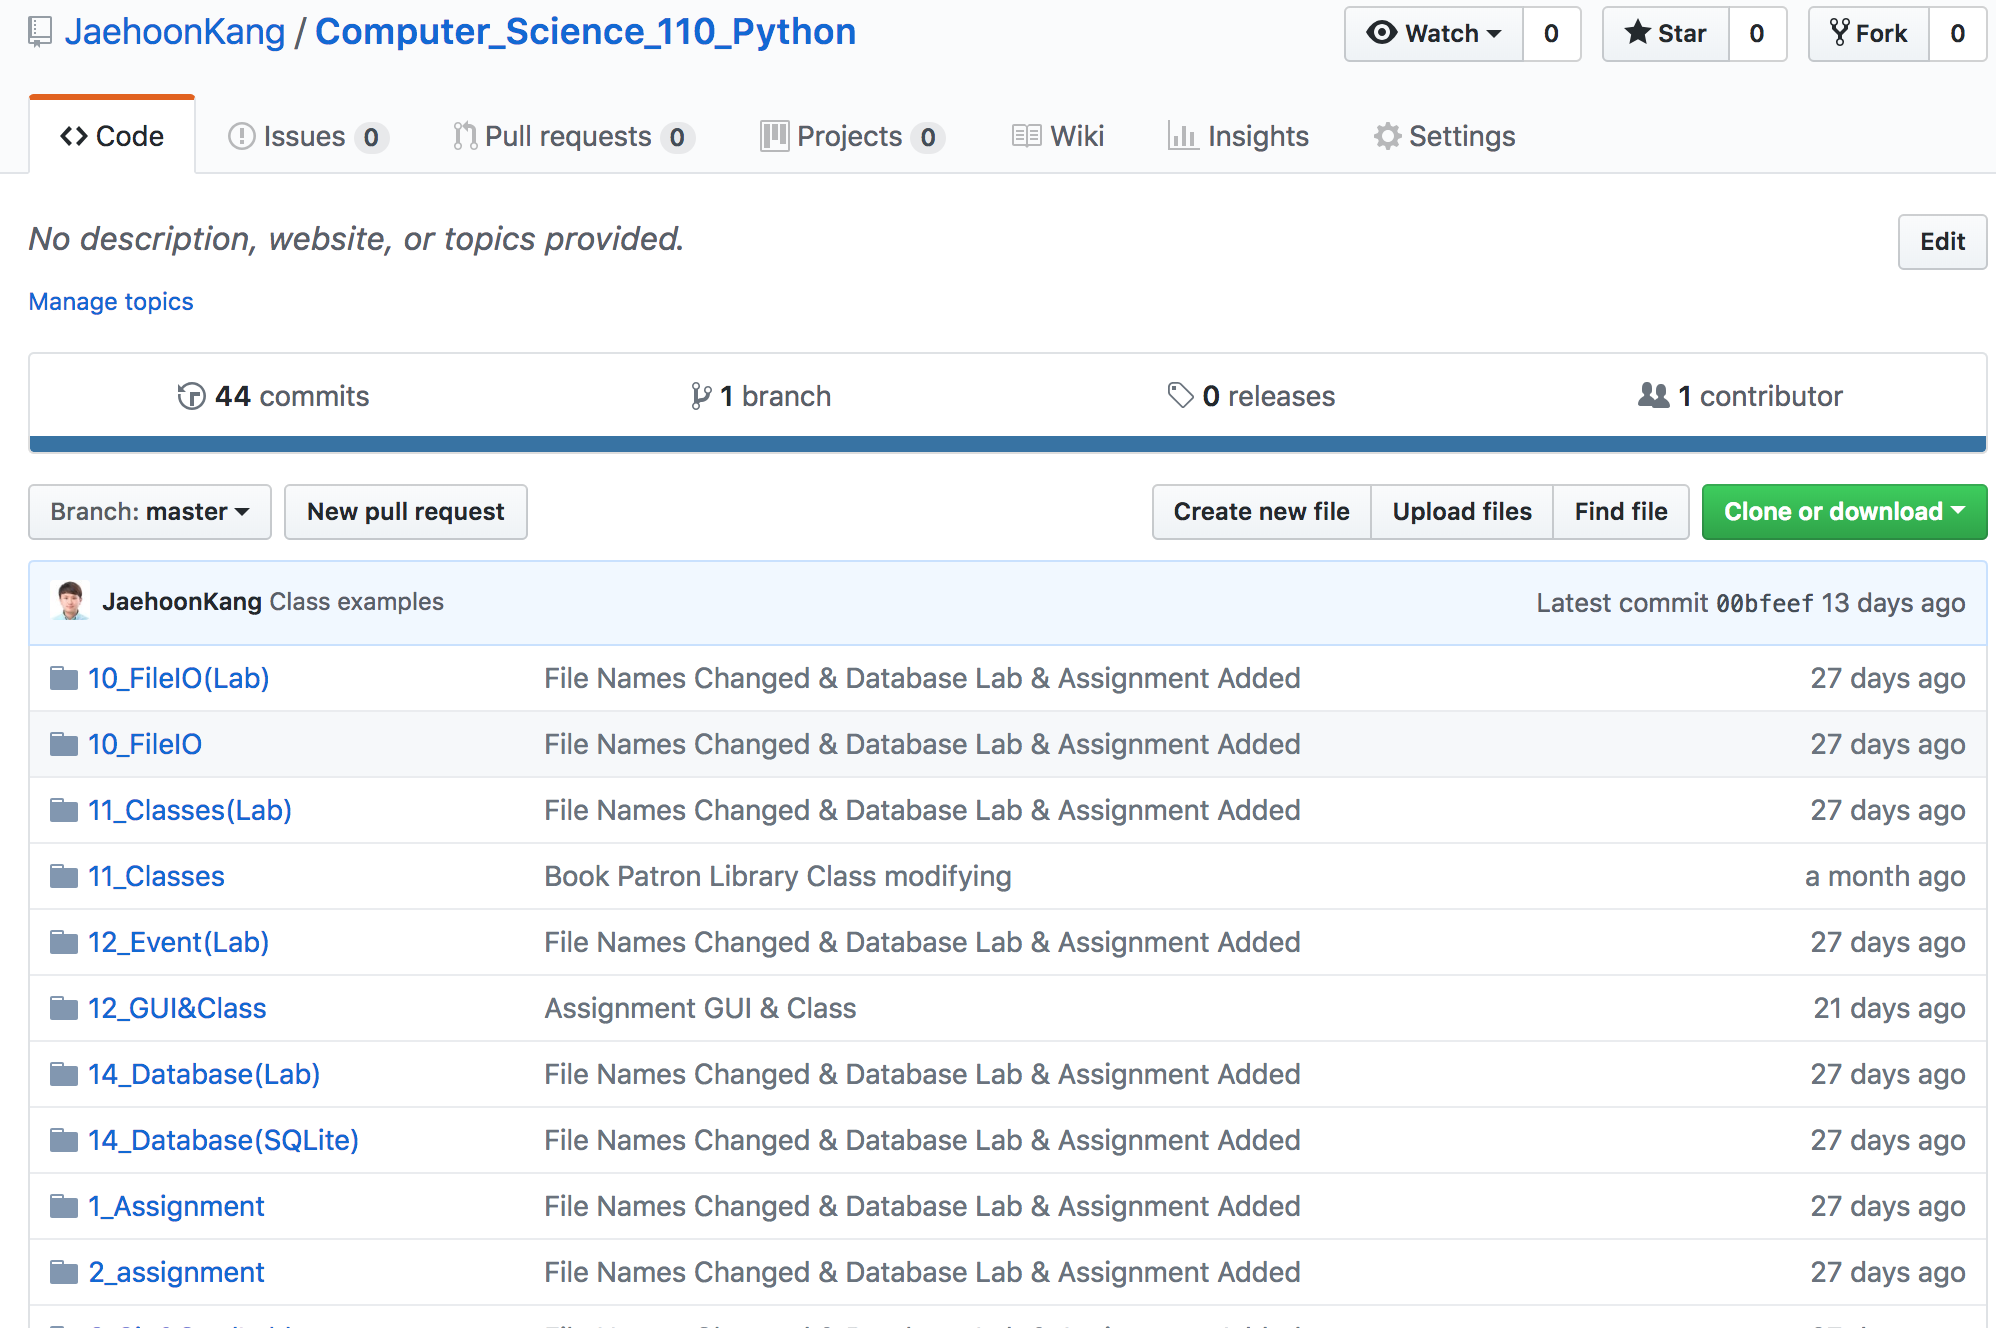 JaehoonKang / Computer_Science_110_Python
Watch 0 Star 0 Fork 0
Code Issues 0 Pull requests 0 Projects 0 Wiki Insights Settings
No description, website, or topics provided.
Edit
Manage topics
44 commits 1 branch 0 releases 1 contributor
Branch: master New pull request Create new file Upload files Find file Clone or download
JaehoonKang Class examples Latest commit 00bfeef 13 days ago
10_FileIO(Lab) File Names Changed & Database Lab & Assignment Added 27 days ago
10_FileIO File Names Changed & Database Lab & Assignment Added 27 days ago
11_Classes(Lab) File Names Changed & Database Lab & Assignment Added 27 days ago
11_Classes Book Patron Library Class modifying a month ago
12_Event(Lab) File Names Changed & Database Lab & Assignment Added 27 days ago
12_GUI&Class Assignment GUI & Class 21 days ago
14_Database(Lab) File Names Changed & Database Lab & Assignment Added 27 days ago
14_Database(SQLite) File Names Changed & Database Lab & Assignment Added 27 days ago
1_Assignment File Names Changed & Database Lab & Assignment Added 27 days ago
2_assignment File Names Changed & Database Lab & Assignment Added 27 days ago